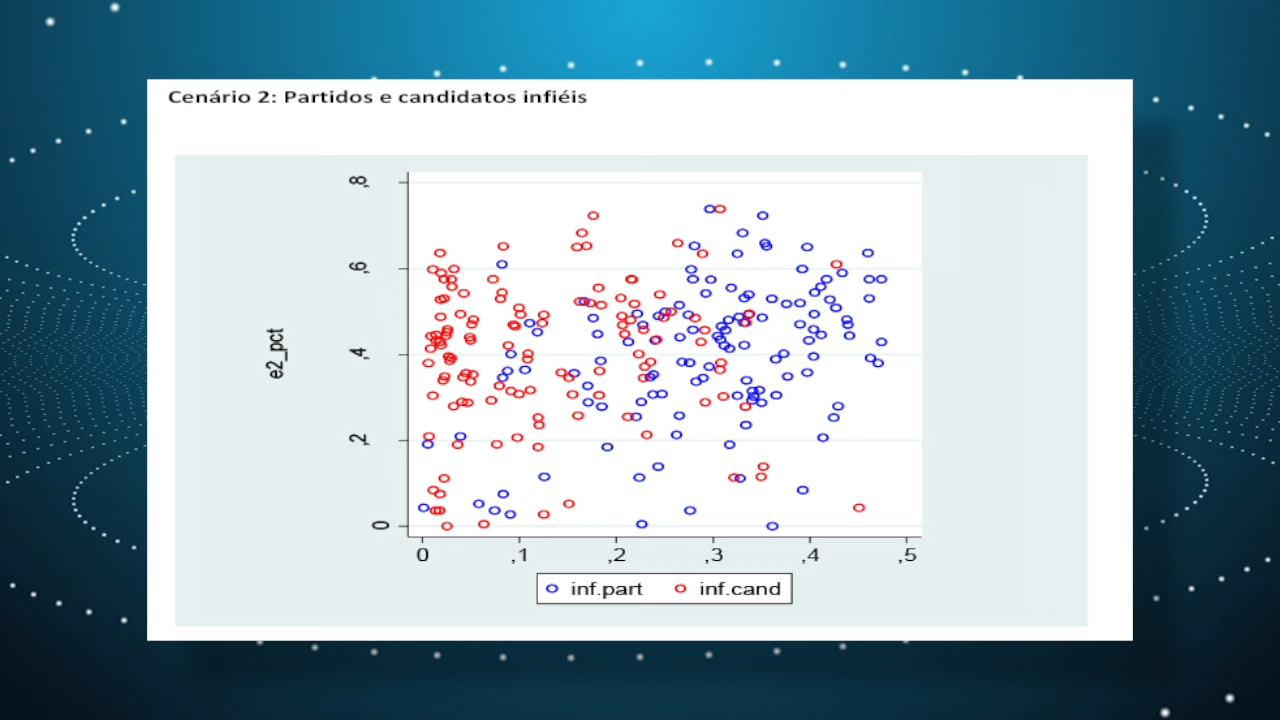 Cenário 2: Partidos e candidatos infiéis
,8
,6
e2_pct
,4
,2
0
0 ,1 ,2 ,3 ,4 ,5
inf.part inf.cand